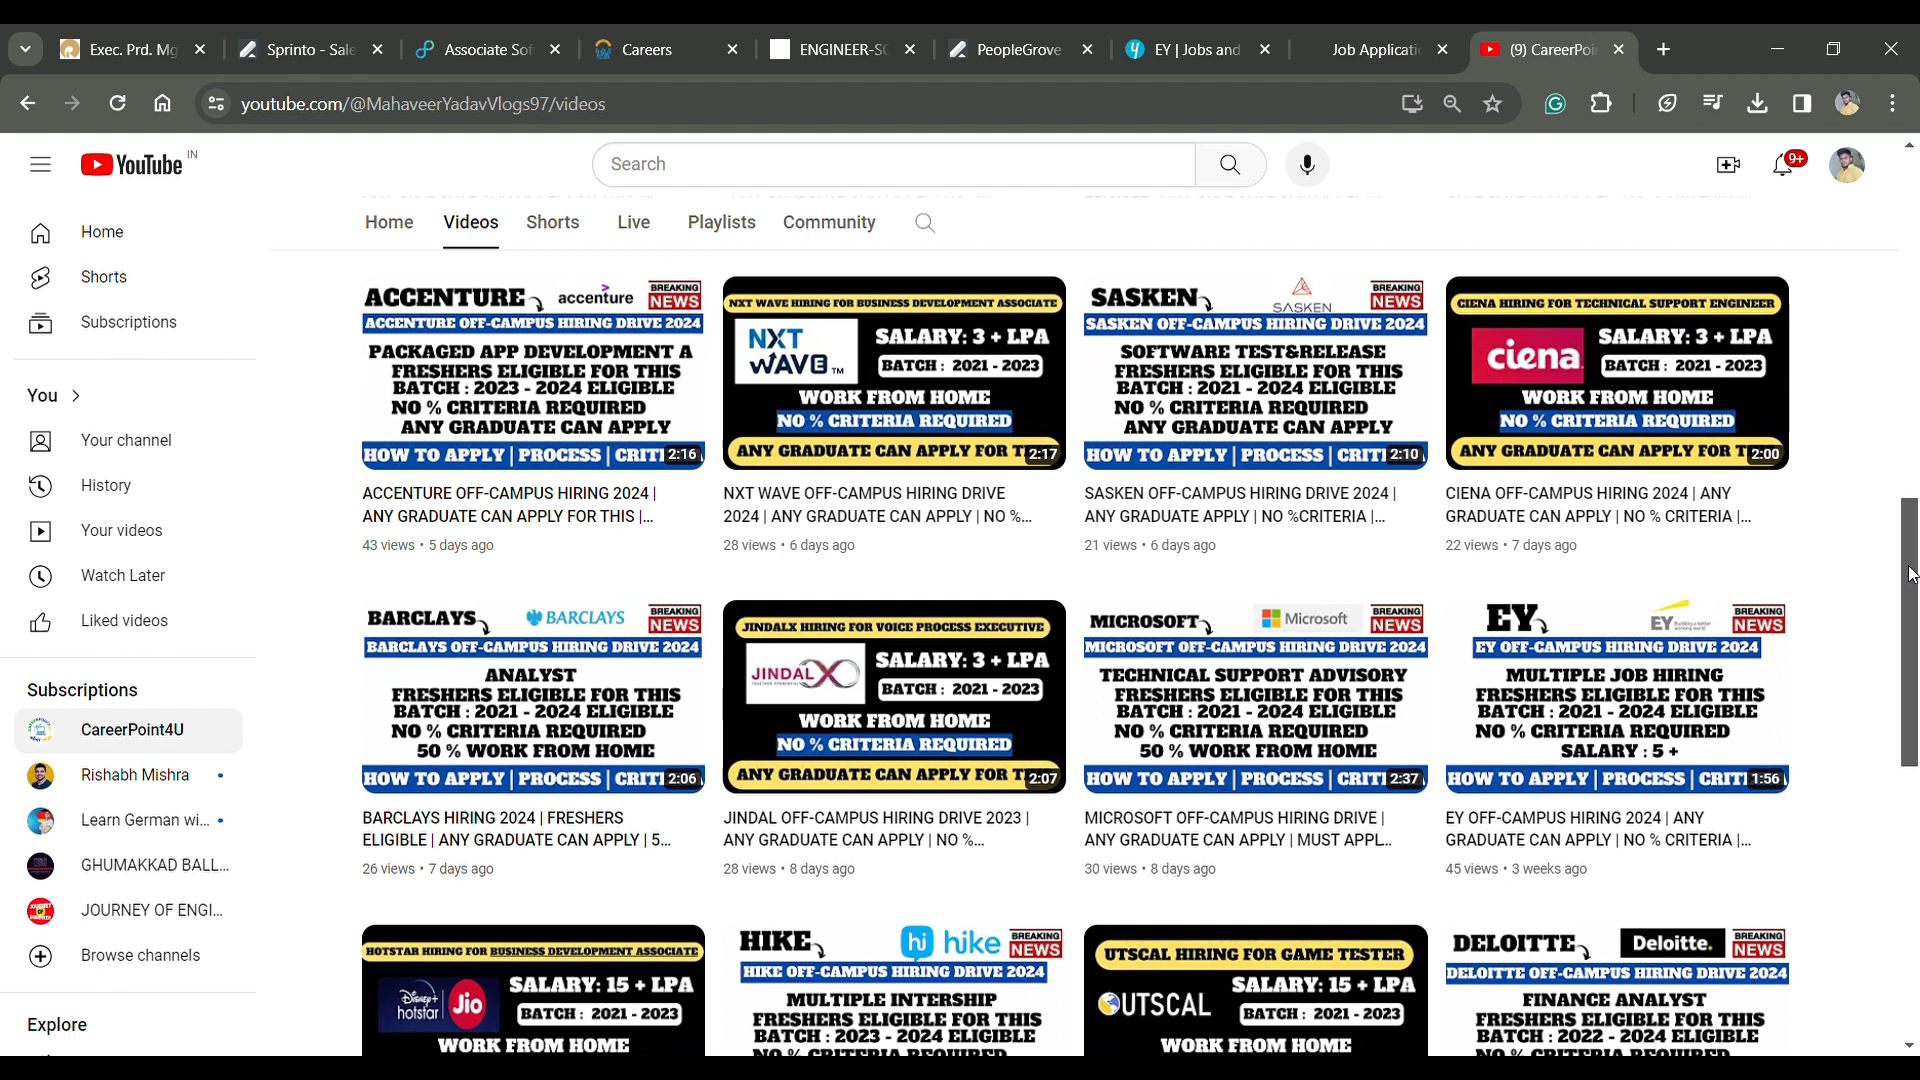 Exec. Prd. Mg
Sprinto - Sale
Associate Sof
Careers
ENGINEER-SO
PeopleGrove
EY | Jobs and
Job Applicati
(9) CareerPoi
youtube.com/@MahaveerYadavVlogs97/videos
YouTube IN
Search
9+
Home
Videos
Shorts
Live
Playlists
Community
Home
Shorts
Subscriptions
You
Your channel
History
Your videos
Watch Later
Liked videos
Subscriptions
CareerPoint4U
Rishabh Mishra
Learn German wi...
GHUMAKKAD BALL...
JOURNEY OF ENGI...
Browse channels
Explore
ACCENTURE
accenture
BREAKING
NEWS
ACCENTURE OFF-CAMPUS HIRING DRIVE 2024
PACKAGED APP DEVELOPMENT A
FRESHERS ELIGIBLE FOR THIS
BATCH : 2023 - 2024 ELIGIBLE
NO % CRITERIA REQUIRED
ANY GRADUATE CAN APPLY
HOW TO APPLY | PROCESS | CRITI
2:16
ACCENTURE OFF-CAMPUS HIRING 2024 |
ANY GRADUATE CAN APPLY FOR THIS |...
43 views • 5 days ago
NXT WAVE HIRING FOR BUSINESS DEVELOPMENT ASSOCIATE
NXT
WAVE TM
SALARY: 3 + LPA
BATCH : 2021 - 2023
WORK FROM HOME
NO % CRITERIA REQUIRED
ANY GRADUATE CAN APPLY FOR T
2:17
NXT WAVE OFF-CAMPUS HIRING DRIVE
2024 | ANY GRADUATE CAN APPLY | NO %...
28 views • 6 days ago
SASKEN
SASKEN
BREAKING
NEWS
SASKEN OFF-CAMPUS HIRING DRIVE 2024
SOFTWARE TEST&RELEASE
FRESHERS ELIGIBLE FOR THIS
BATCH : 2021 - 2024 ELIGIBLE
NO % CRITERIA REQUIRED
ANY GRADUATE CAN APPLY
HOW TO APPLY | PROCESS | CRITI
2:10
SASKEN OFF-CAMPUS HIRING DRIVE 2024 |
ANY GRADUATE APPLY | NO %CRITERIA |...
21 views • 6 days ago
CIENA HIRING FOR TECHNICAL SUPPORT ENGINEER
ciena
SALARY: 3 + LPA
BATCH : 2021 - 2023
WORK FROM HOME
NO % CRITERIA REQUIRED
ANY GRADUATE CAN APPLY FOR T
2:00
CIENA OFF-CAMPUS HIRING 2024 | ANY
GRADUATE CAN APPLY | NO % CRITERIA |...
22 views • 7 days ago
BARCLAYS
BARCLAYS
BREAKING
NEWS
BARCLAYS OFF-CAMPUS HIRING DRIVE 2024
ANALYST
FRESHERS ELIGIBLE FOR THIS
BATCH : 2021 - 2024 ELIGIBLE
NO % CRITERIA REQUIRED
50 % WORK FROM HOME
HOW TO APPLY | PROCESS | CRITI
2:06
BARCLAYS HIRING 2024 | FRESHERS
ELIGIBLE | ANY GRADUATE CAN APPLY | 5...
26 views • 7 days ago
JINDALX HIRING FOR VOICE PROCESS EXECUTIVE
JINDALX
SALARY: 3 + LPA
BATCH : 2021 - 2023
WORK FROM HOME
NO % CRITERIA REQUIRED
ANY GRADUATE CAN APPLY FOR T
2:07
JINDAL OFF-CAMPUS HIRING DRIVE 2023 |
ANY GRADUATE CAN APPLY | NO %...
28 views • 8 days ago
MICROSOFT
Microsoft
BREAKING
NEWS
MICROSOFT OFF-CAMPUS HIRING DRIVE 2024
TECHNICAL SUPPORT ADVISORY
FRESHERS ELIGIBLE FOR THIS
BATCH : 2021 - 2024 ELIGIBLE
NO % CRITERIA REQUIRED
50 % WORK FROM HOME
HOW TO APPLY | PROCESS | CRITI
2:37
MICROSOFT OFF-CAMPUS HIRING DRIVE |
ANY GRADUATE CAN APPLY | MUST APPL...
30 views • 8 days ago
EY
EY Building a better
working world
BREAKING
NEWS
EY OFF-CAMPUS HIRING DRIVE 2024
MULTIPLE JOB HIRING
FRESHERS ELIGIBLE FOR THIS
BATCH : 2021 - 2024 ELIGIBLE
NO % CRITERIA REQUIRED
SALARY : 5 +
HOW TO APPLY | PROCESS | CRITI
1:56
EY OFF-CAMPUS HIRING 2024 | ANY
GRADUATE CAN APPLY | NO % CRITERIA |...
45 views • 3 weeks ago
HOTSTAR HIRING FOR BUSINESS DEVELOPMENT ASSOCIATE
Disney+
hotstar
Jio
SALARY: 15 + LPA
BATCH : 2021 - 2023
WORK FROM HOME
HIKE
hi hike
BREAKING
NEWS
HIKE OFF-CAMPUS HIRING DRIVE 2024
MULTIPLE INTERSHIP
FRESHERS ELIGIBLE FOR THIS
BATCH : 2023 - 2024 ELIGIBLE
NO % CRITERIA REQUIRED
UTSCAL HIRING FOR GAME TESTER
OUTSCAL
SALARY: 15 + LPA
BATCH : 2021 - 2023
WORK FROM HOME
DELOITTE
Deloitte.
BREAKING
NEWS
DELOITTE OFF-CAMPUS HIRING DRIVE 2024
FINANCE ANALYST
FRESHERS ELIGIBLE FOR THIS
BATCH : 2022 - 2024 ELIGIBLE
NO % CRITERIA REQUIRED